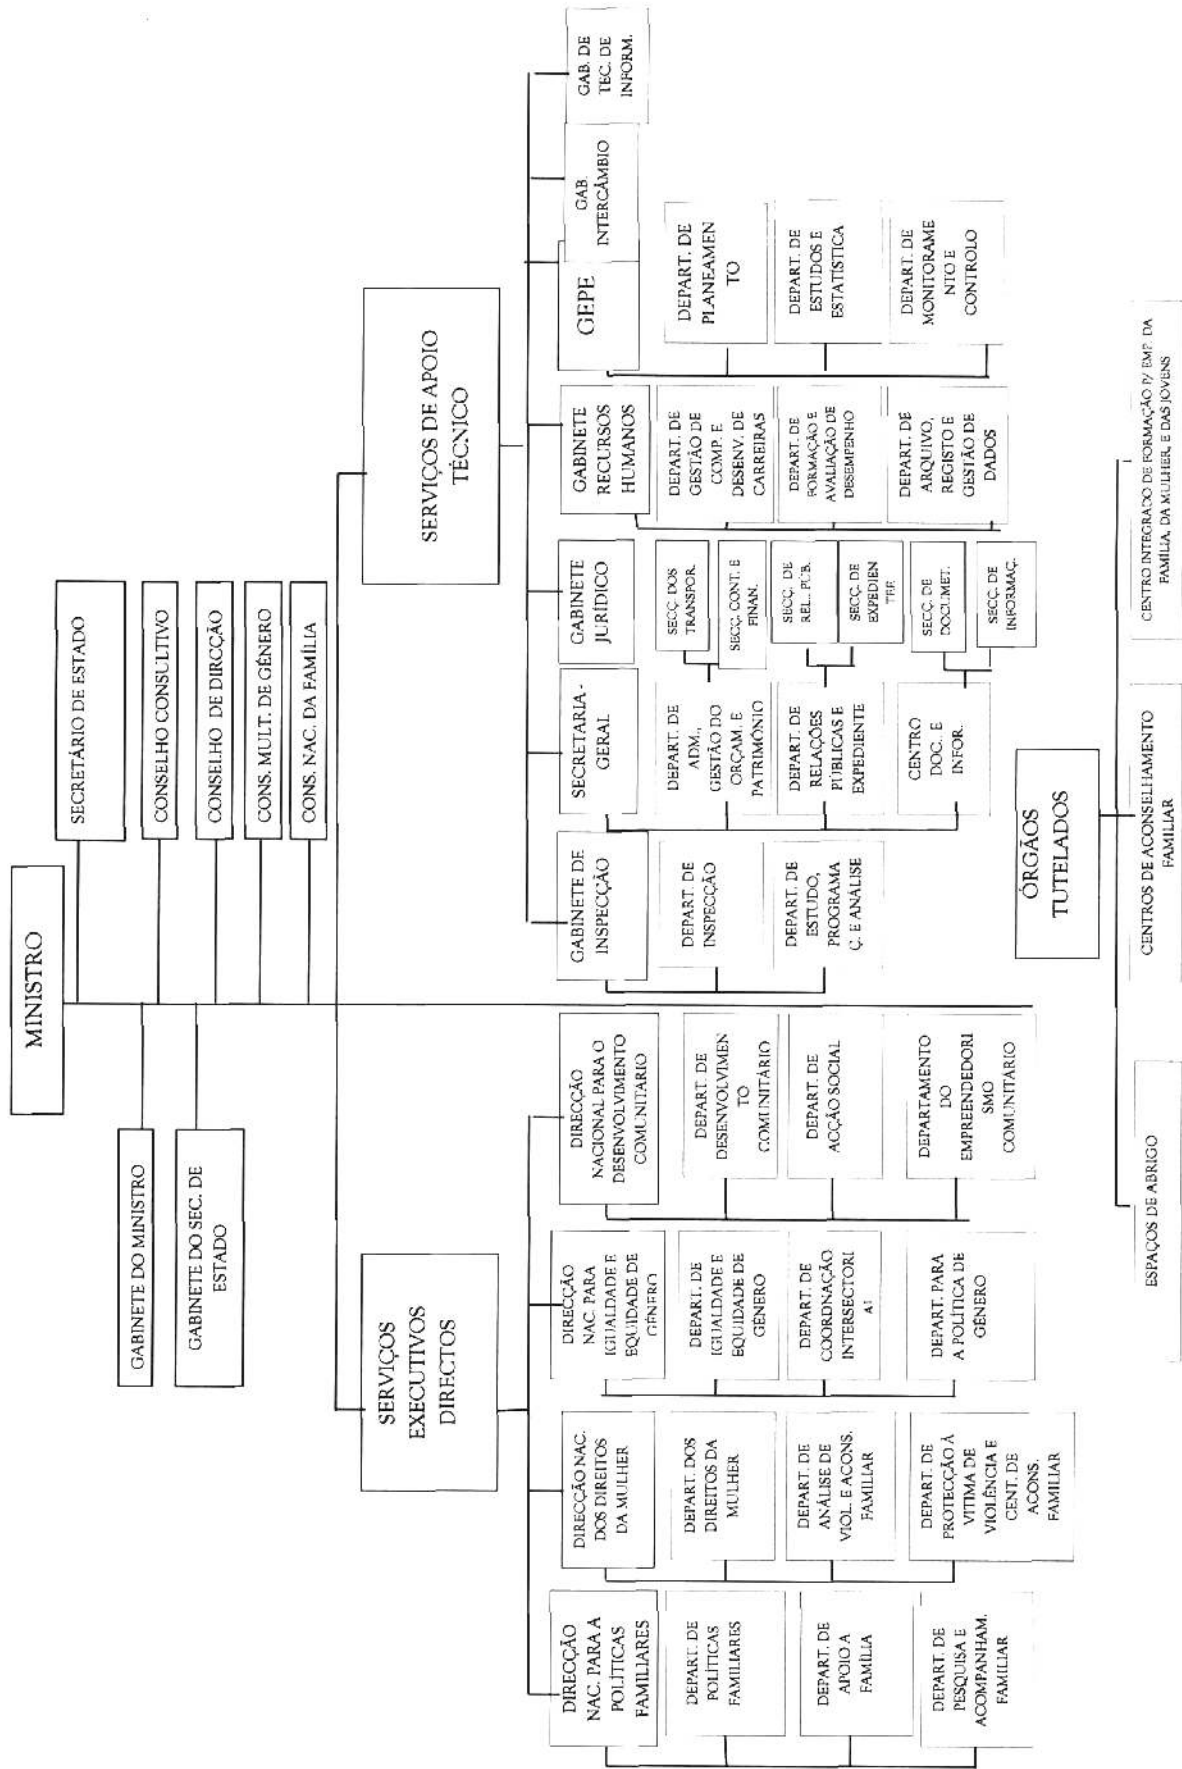 MINISTRO
SECRETÁRIO DE ESTADO
CONSELHO CONSULTIVO
CONSELHO DE DIRCÇÃO
CONS. MULT. DE GÉNERO
CONS. NAC. DA FAMÍLIA
GABINETE DO MINISTRO
GABINETE DO SEC. DE
ESTADO
SERVIÇOS
EXECUTIVOS
DIRECTOS
SERVIÇOS DE APOIO
TÉCNICO
DIRECÇÃO
NAC. PARA A
POLÍTICAS
FAMILIARES
DEPART. DE
POLÍTICAS
FAMILIARES
DEPART. DE
APOIO A
FAMÍLIA
DEPART. DE
PESQUISA E
ACOMPANHAM.
FAMILIAR
DIRECÇÃO NAC.
DOS DIREITOS
DA MULHER
DEPART. DOS
DIREITOS DA
MULHER
DEPART. DE
ANÁLISE DE
VIOL. E ACONS.
FAMILIAR
DEPART. DE
PROTECÇÃO À
VITIMA DE
VIOLÊNCIA E
CENT. DE
ACONS.
FAMILIAR
DIRECÇÃO
NAC. PARA
IGUALDADE E
EQUIDADE DE
GÉNERO
DEPART. DE
IGUALDADE E
EQUIDADE DE
GÉNERO
DEPART. DE
COORDNAÇÃO
INTERSECTORI
AL
DEPART. PARA
A POLÍTICA DE
GÉNERO
DIRECÇÃO
NACIONAL PARA O
DESENVOLVIMENTO
COMUNITARIO
DEPART. DE
DESENVOLVIMEN
TO
COMUNITÁRIO
DEPART. DE
ACÇÃO SOCIAL
DEPARTAMENTO
DO
EMPREENDEDORI
SMO
COMUNITÁRIO
GABINETE DE
INSPECÇÃO
DEPART. DE
INSPECÇÃO
DEPART. DE
ESTUDO,
PROGRAMA
Ç. E ANÁLISE
SECRETARIA-
GERAL
DEPART. DE
ADM.,
GESTÃO DO
ORÇAM. E
PATRIMÓNIO
DEPART. DE
RELAÇÕES
PÚBLICAS E
EXPEDIENTE
CENTRO
DOC. E
INFOR.
GABINETE
JURÍDICO
SECÇ. DOS
TRANSPOR.
SECÇ. CONT. E
FINAN.
SECÇ. DE
REL.. PÚB.
SECÇ. DE
EXPEDIEN
TEE
SECÇ. DE
DOCUMET.
SECÇ. DE
INFORMAÇ.
GABINETE
RECURSOS
HUMANOS
DEPART. DE
GESTÃO DE
COMP. E
DESENV. DE
CARREIRAS
DEPART. DE
FORMAÇÃO E
AVALIAÇÃO DE
DESEMPENHO
DEPART. DE
ARQUIVO,
REGISTO E
GESTÃO DE
DADOS
GEPE
DEPART. DE
PLANEAMEN
TO
DEPART. DE
ESTUDOS E
ESTATÍSTICA
DEPART. DE
MONITORAME
NTO E
CONTROLO
GAB.
INTERCÂMBIO
GAB. DE
TEC. DE
INFORM.
ÓRGÃOS
TUTELADOS
ESPAÇOS DE ABRIGO
CENTROS DE ACONSELHAMENTO
FAMILIAR
CENTRO INTEGRADO DE FORMAÇÃO P/ EMP. DA
FAMÍLIA, DA MULHER, E DAS JOVENS